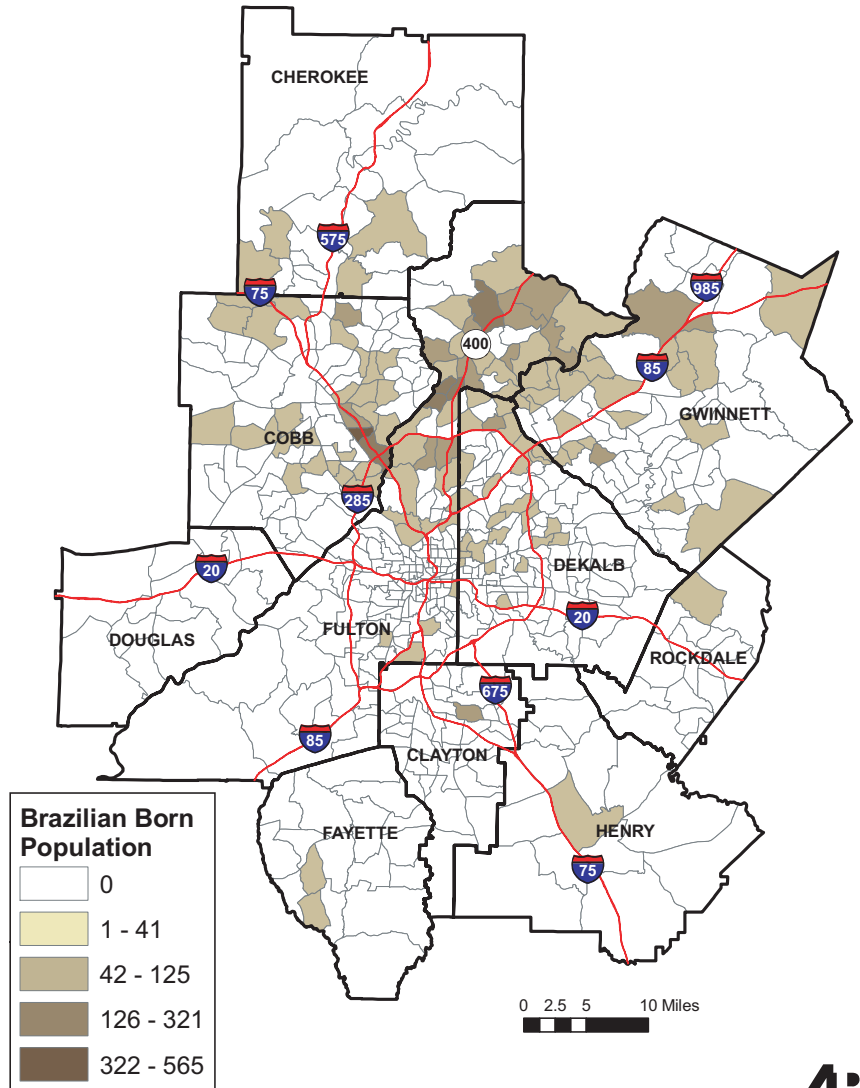 CHEROKEE
575
75
985
400
85
GWINNETT
COBB
285
20
DEKALB
DOUGLAS
FULTON
20
ROCKDALE
675
85
CLAYTON
Brazilian Born
Population
0
1 - 41
42 - 125
126 - 321
322 - 565
FAYETTE
HENRY
75
0 2.5 5 10 Miles